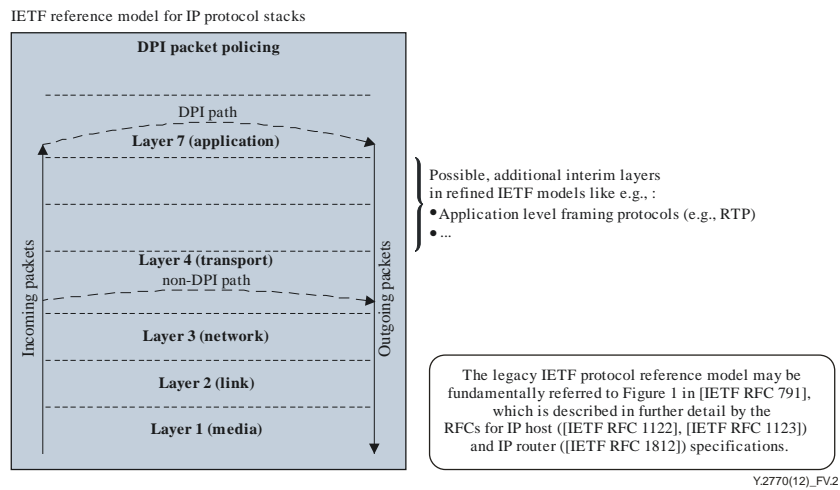 IETF reference model for IP protocol stacks
DPI packet policing
DPI path
Layer 7 (application)
Possible, additional interim layers
in refined IETF models like e.g., :
● Application level framing protocols (e.g., RTP)
● ...
Layer 4 (transport)
non-DPI path
Incoming packets
Outgoing packets
Layer 3 (network)
Layer 2 (link)
Layer 1 (media)
The legacy IETF protocol reference model may be
fundamentally referred to Figure 1 in [IETF RFC 791],
which is described in further detail by the
RFCs for IP host ([IETF RFC 1122], [IETF RFC 1123])
and IP router ([IETF RFC 1812]) specifications.
Y.2770(12)_FV.2